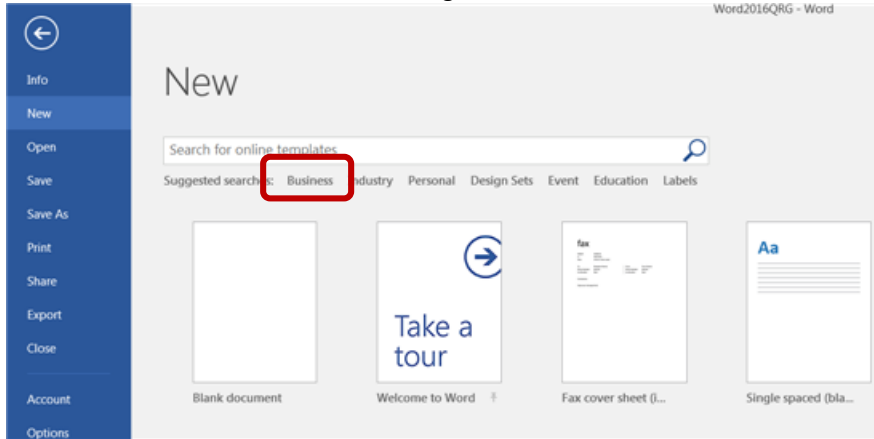 Word2016QRG - Word
Info
New
Open
Save
Save As
Print
Share
Export
Close
Account
Options
New
Search for online templates
Suggested searches: Business Industry Personal Design Sets Event Education Labels
Take a
tour
fax
Aa
Blank document
Welcome to Word
Fax cover sheet (i...
Single spaced (bla...